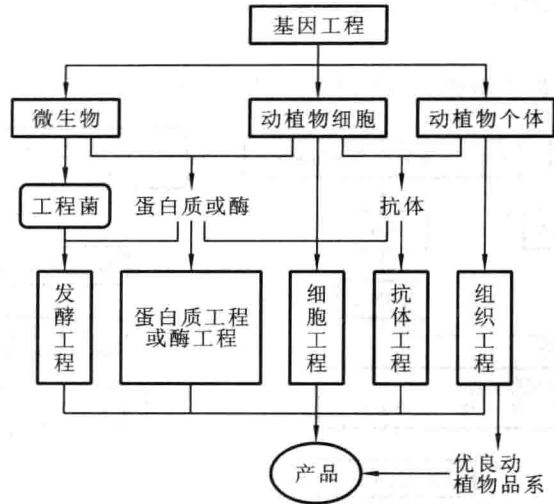 基因工程
微生物
动植物细胞
动植物个体
工程菌
蛋白质或酶
抗体
发酵工程
蛋白质工程
或酶工程
细胞工程
抗体工程
组织工程
产品
优良动
植物品系